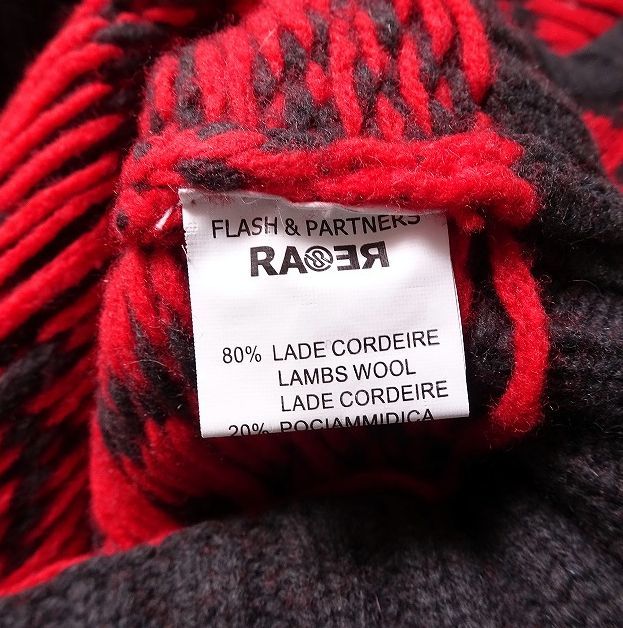 FLASH & PARTNERS
80% LADE CORDEIRE
LAMBS WOOL
LADE CORDEIRE
20% POCIAMMIDICA